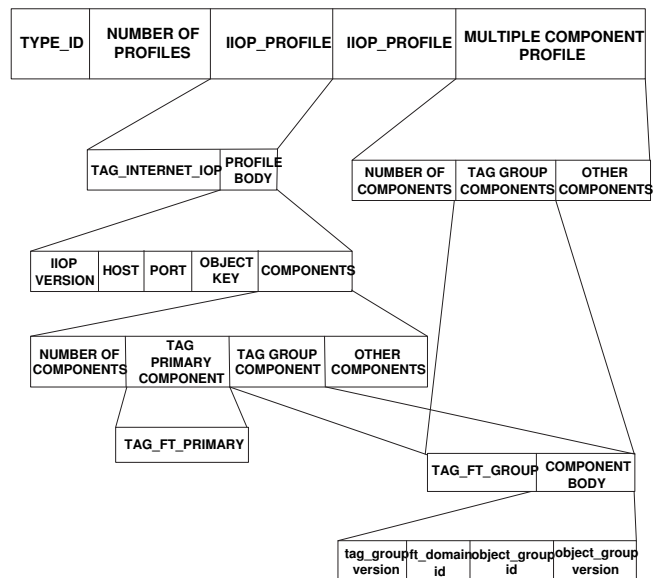 TYPE_ID
NUMBER OF
PROFILES
IIOP_PROFILE
IIOP_PROFILE
MULTIPLE COMPONENT
PROFILE
TAG_INTERNET_IOP
PROFILE
BODY
NUMBER OF
COMPONENTS
TAG GROUP
COMPONENTS
OTHER
COMPONENTS
IIOP
VERSION
HOST
PORT
OBJECT
KEY
COMPONENTS
NUMBER OF
COMPONENTS
TAG
PRIMARY
COMPONENT
TAG GROUP
COMPONENT
OTHER
COMPONENTS
TAG_FT_PRIMARY
TAG_FT_GROUP
COMPONENT
BODY
tag_group
version
ft_domain
id
object_group
id
object_group
version